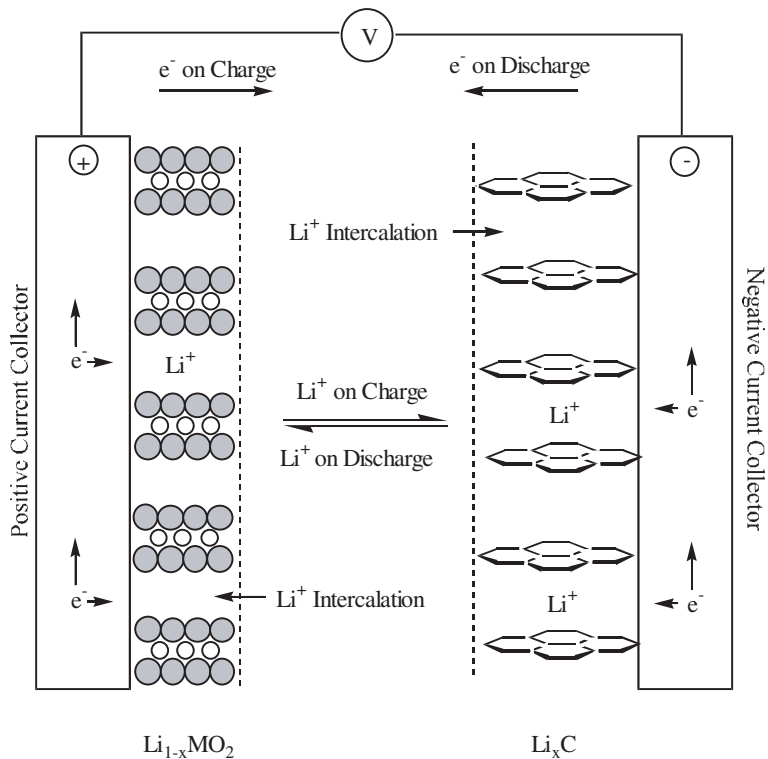 V
e⁻ on Charge
e⁻ on Discharge
+
-
Li⁺ Intercalation
Positive Current Collector
Negative Current Collector
e⁻
Li⁺
Li⁺ on Charge
Li⁺ on Discharge
Li⁺
e⁻
e⁻
Li⁺ Intercalation
Li⁺
e⁻
Li₁₋ₓMO₂
LiₓC